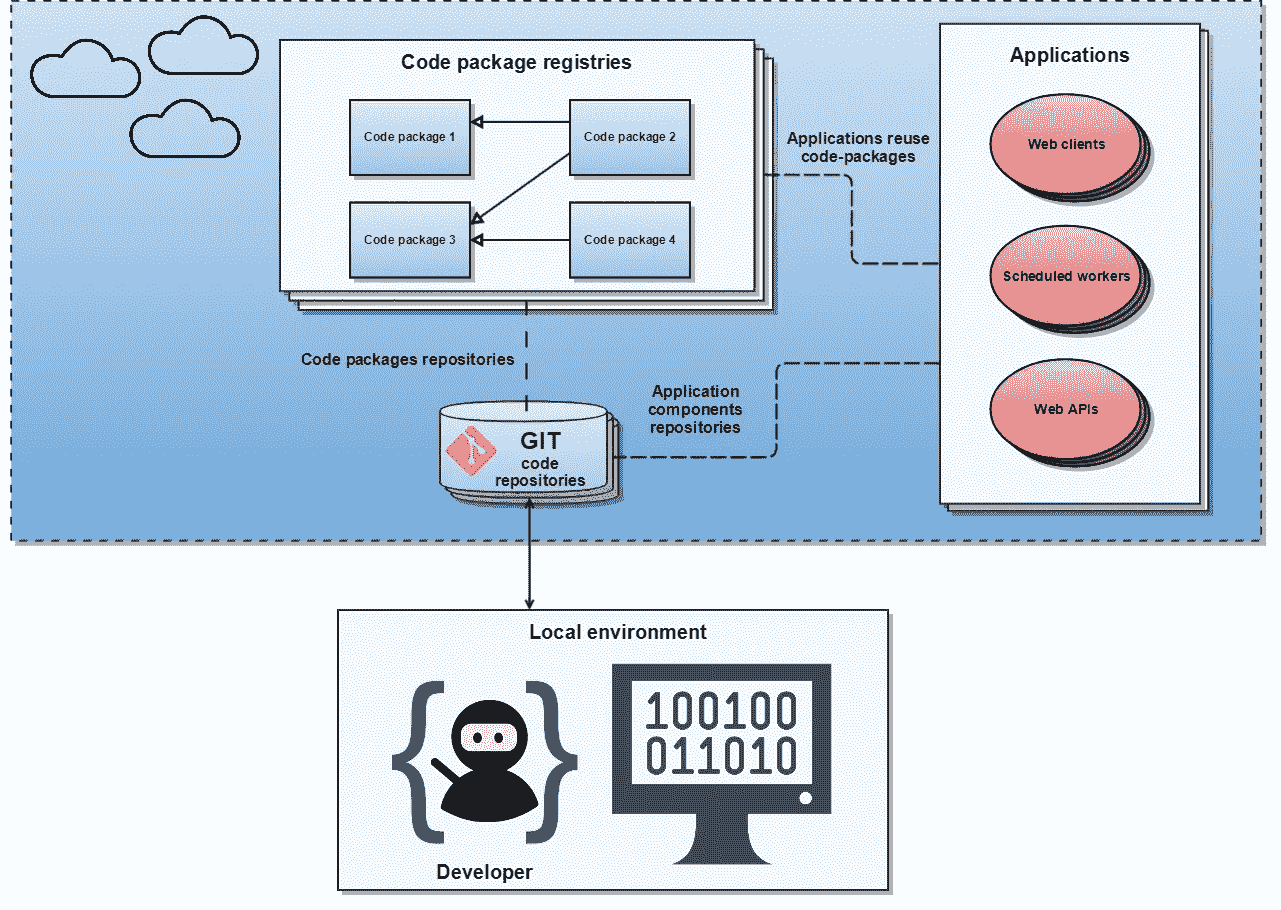 Code package registries
Code package 1
Code package 2
Code package 3
Code package 4
Applications reuse
code-packages
Applications
Web clients
Scheduled workers
Web APIs
Code packages repositories
Application
components
repositories
GIT
code
repositories
Local environment
100100
011010
Developer